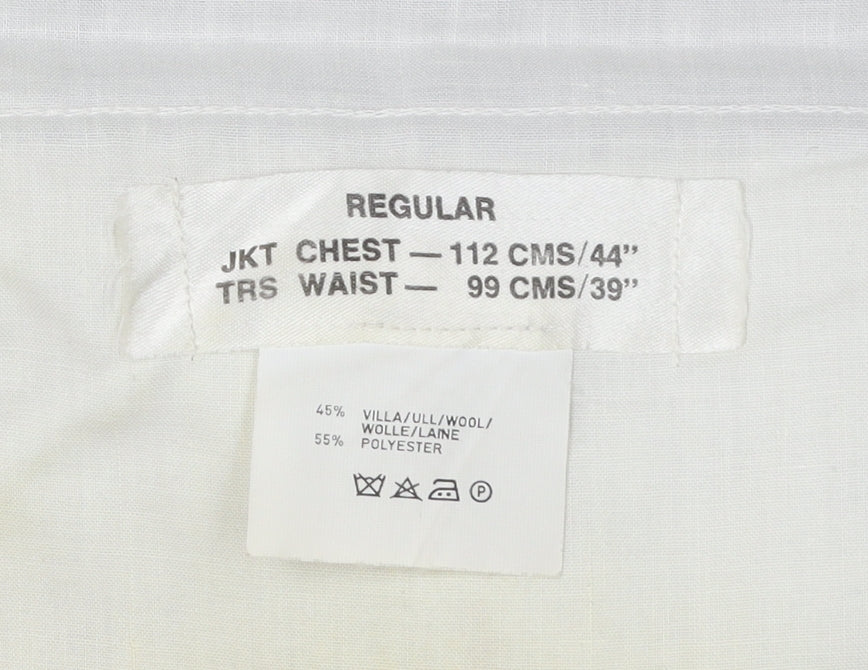 REGULAR
JKT CHEST — 112 CMS/44”
TRS WAIST — 99 CMS/39”
45% VILLA/ULL/WOOL/
WOLLE/LAINE
55% POLYESTER
P